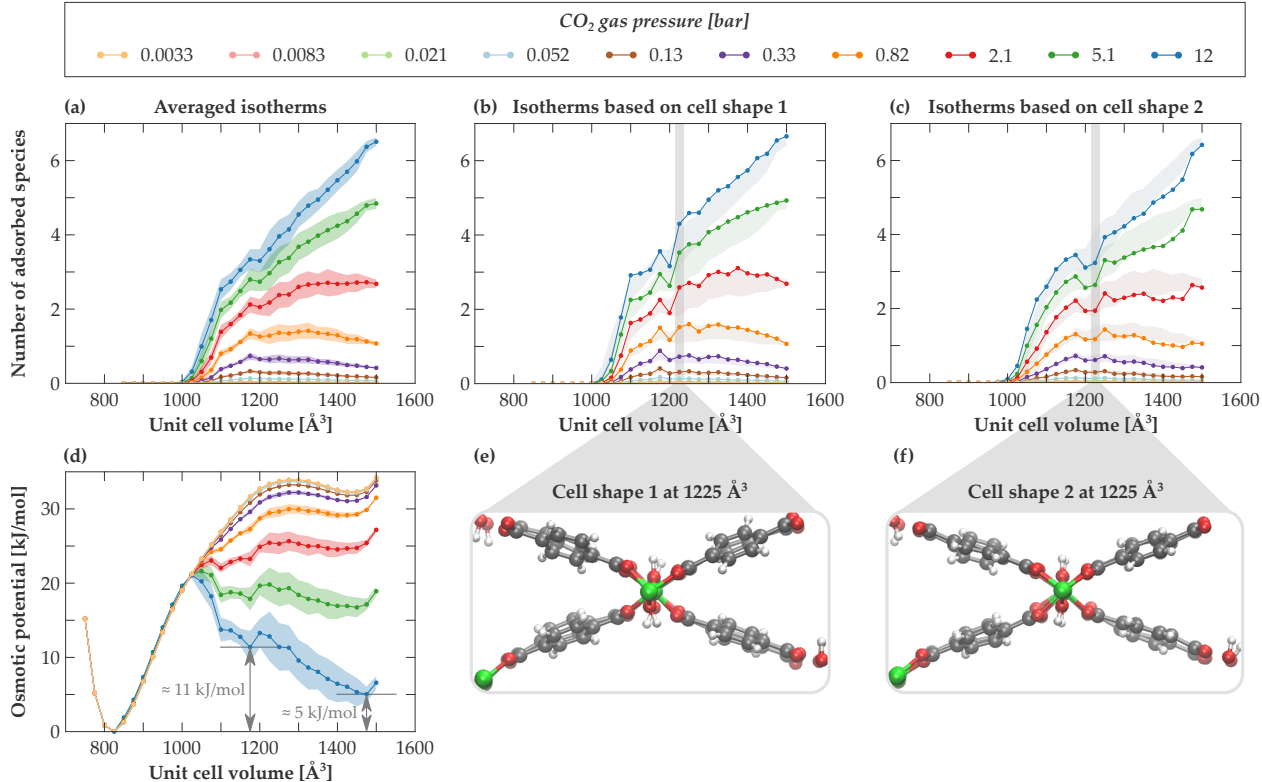 CO₂ gas pressure [bar]
0.0033 0.0083 0.021 0.052 0.13 0.33 0.82 2.1 5.1 12
(a) Averaged isotherms
(b) Isotherms based on cell shape 1
(c) Isotherms based on cell shape 2
Number of adsorbed species
6
4
2
0
800 1000 1200 1400 1600
Unit cell volume [Å³]
6
4
2
0
800 1000 1200 1400 1600
Unit cell volume [Å³]
6
4
2
0
800 1000 1200 1400 1600
Unit cell volume [Å³]
(d)
Osmotic potential [kJ/mol]
30
20
10
0
≈ 11 kJ/mol
≈ 5 kJ/mol
800 1000 1200 1400 1600
Unit cell volume [Å³]
(e)
Cell shape 1 at 1225 Å³
(f)
Cell shape 2 at 1225 Å³